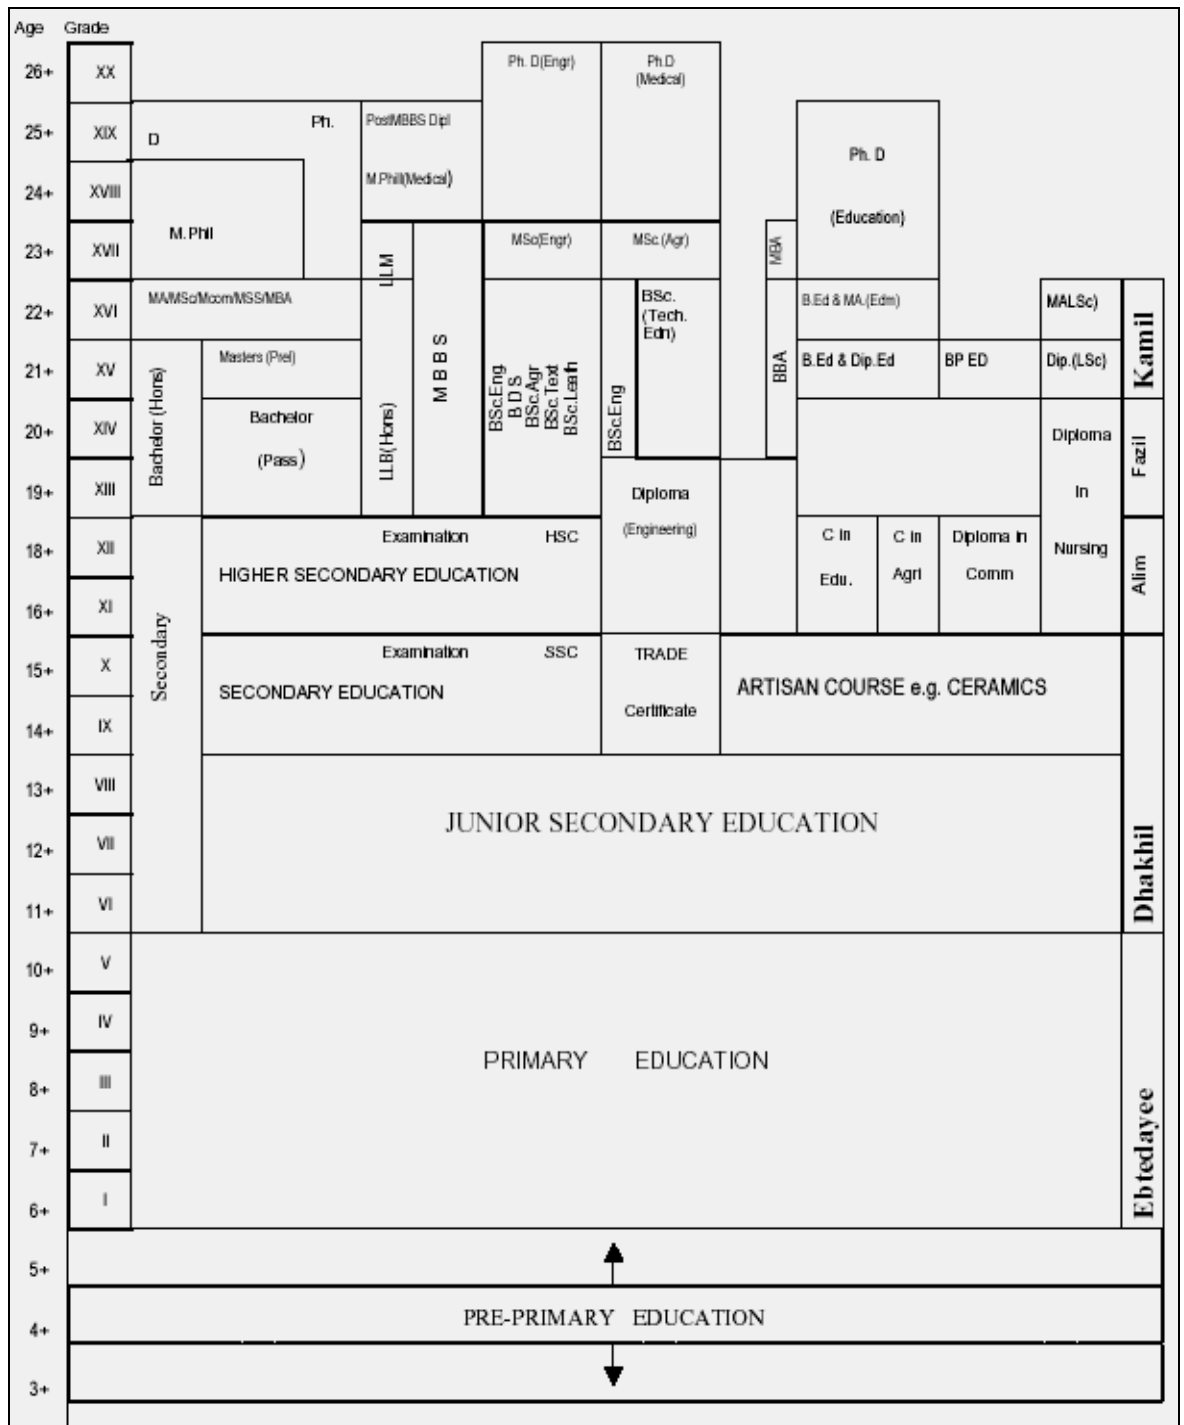 Age Grade
26+ XX Ph. D(Engr) Ph.D
(Medical)
25+ XIX D Ph. PostMBBS Dipl
Ph. D
24+ XVIII M.Phill(Medical)
(Education)
23+ XVII M. Phil LLM MSc(Engr) MSc.(Agr) MBA
22+ XVI MA/MSc/Mcom/MSS/MBA BSc.
(Tech.
Edn) B.Ed & MA.(Edm) MALSc)
Kamil
21+ XV Masters (Prel) MBBS BBA B.Ed & Dip.Ed BP ED Dip.(LSc)
Bachelor (Hons)
BSc.Eng
BDS
BSc.Agr
BSc.Text
BSc.Leath
BSc.Eng
20+ XIV Bachelor
(Pass)
LLB(Hons)
Diploma
In
Nursing
Fazil
19+ XIII Diploma
(Engineering)
18+ XII Examination HSC
HIGHER SECONDARY EDUCATION
C in
Edu.
C in
Agri
Diploma in
Comm
Alim
16+ XI
Secondary
15+ X Examination SSC
SECONDARY EDUCATION
TRADE
Certificate
ARTISAN COURSE e.g. CERAMICS
14+ IX
13+ VIII
JUNIOR SECONDARY EDUCATION
12+ VII
Dhakhil
11+ VI
10+ V
9+ IV
PRIMARY EDUCATION
8+ III
7+ II
Ebtedayee
6+ I
5+
PRE-PRIMARY EDUCATION
4+
3+